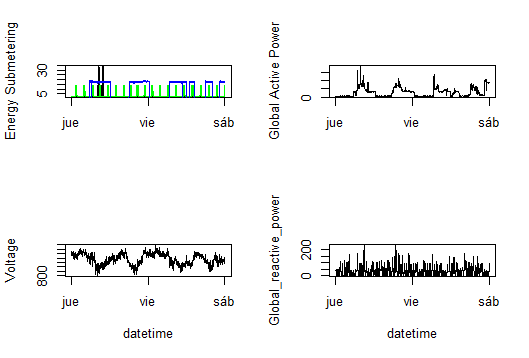 Energy Submetering
5 30
jue vie sáb
Global Active Power
0
jue vie sáb
Voltage
800
jue vie sáb
datetime
Global_reactive_power
0 200
jue vie sáb
datetime